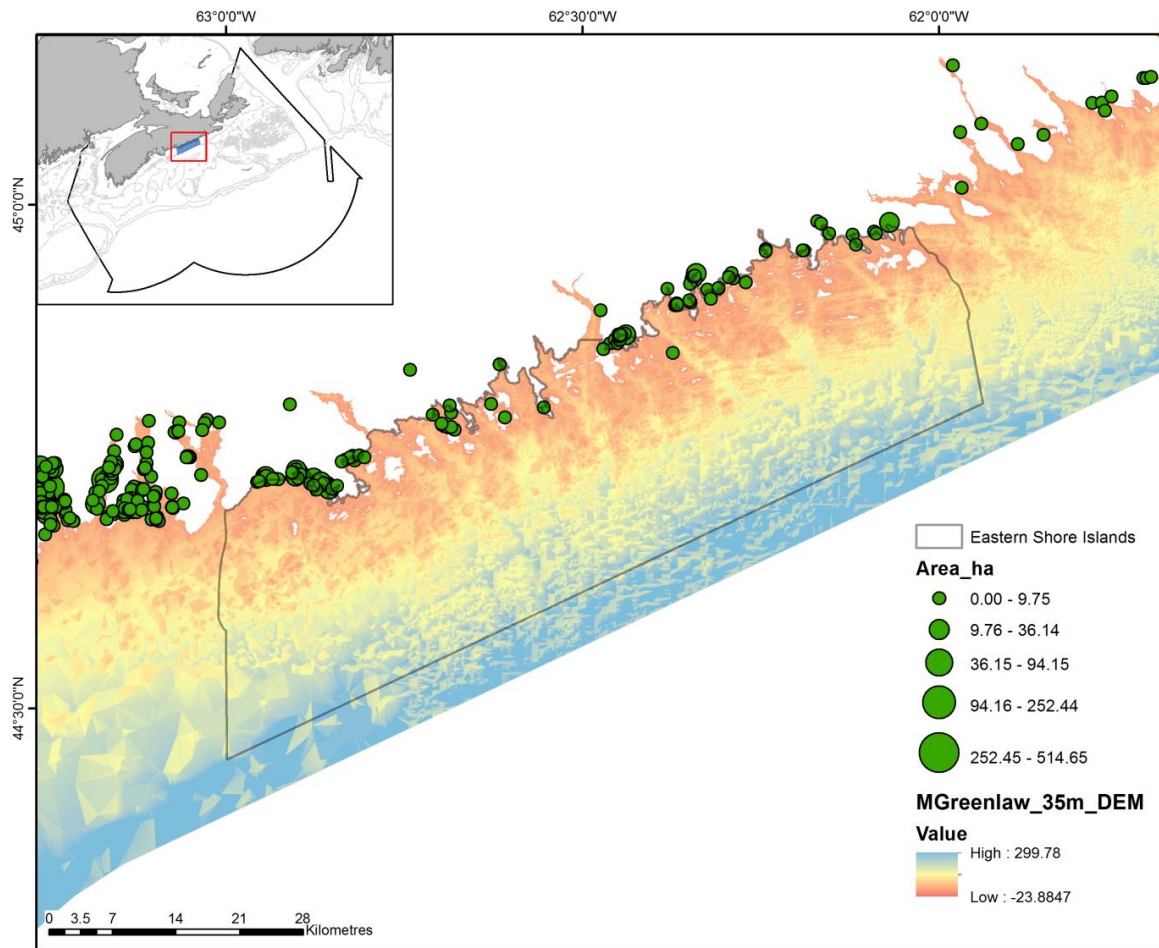 63°0'0"W
62°30'0"W
62°0'0"W
45°0'0"N
44°30'0"N
Eastern Shore Islands
Area_ha
0.00 - 9.75
9.76 - 36.14
36.15 - 94.15
94.16 - 252.44
252.45 - 514.65
MGreenlaw_35m_DEM
Value
High : 299.78
Low : -23.8847
0 3.5 7 14 21 28
Kilometres